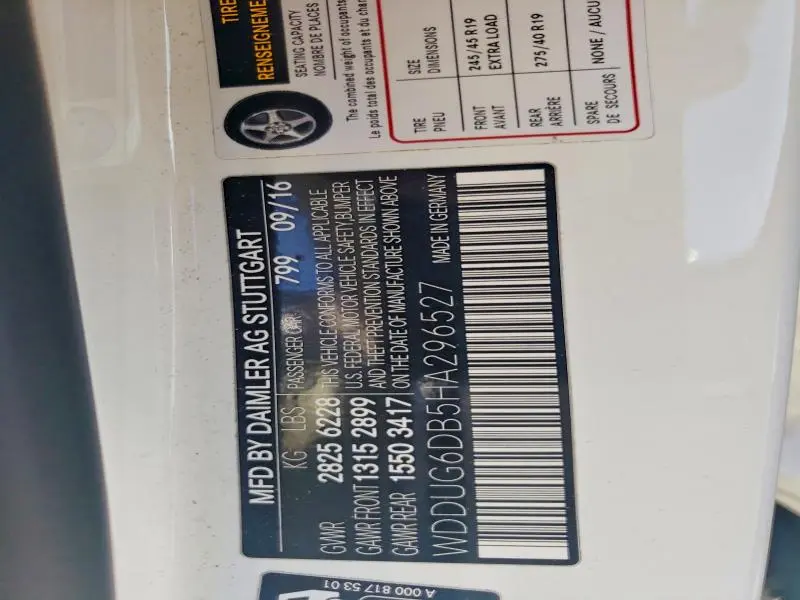 TIRE
RENSEIGNEME
SEATING CAPACITY
NOMBRE DE PLACES
The combined weight of occupants
Le poids total des occupants et du char
TIRE SIZE
PNEU DIMENSIONS
FRONT 245/45 R19
AVANT EXTRA LOAD
REAR 275/40 R19
ARRIÈRE
SPARE NONE / AUCU
DE SECOURS
MFD BY DAIMLER AG STUTTGART
KG LBS PASSENGER CAR 799 09/16
GVWR 2825 6228 THIS VEHICLE CONFORMS TO ALL APPLICABLE
GAWR FRONT 1315 2899 U.S. FEDERAL MOTOR VEHICLE SAFETY, BUMPER
AND THEFT PREVENTION STANDARDS IN EFFECT
GAWR REAR 1550 3417 ON THE DATE OF MANUFACTURE SHOWN ABOVE
WDDUG6DB5HA296527 MADE IN GERMANY
A 000 817 53 01